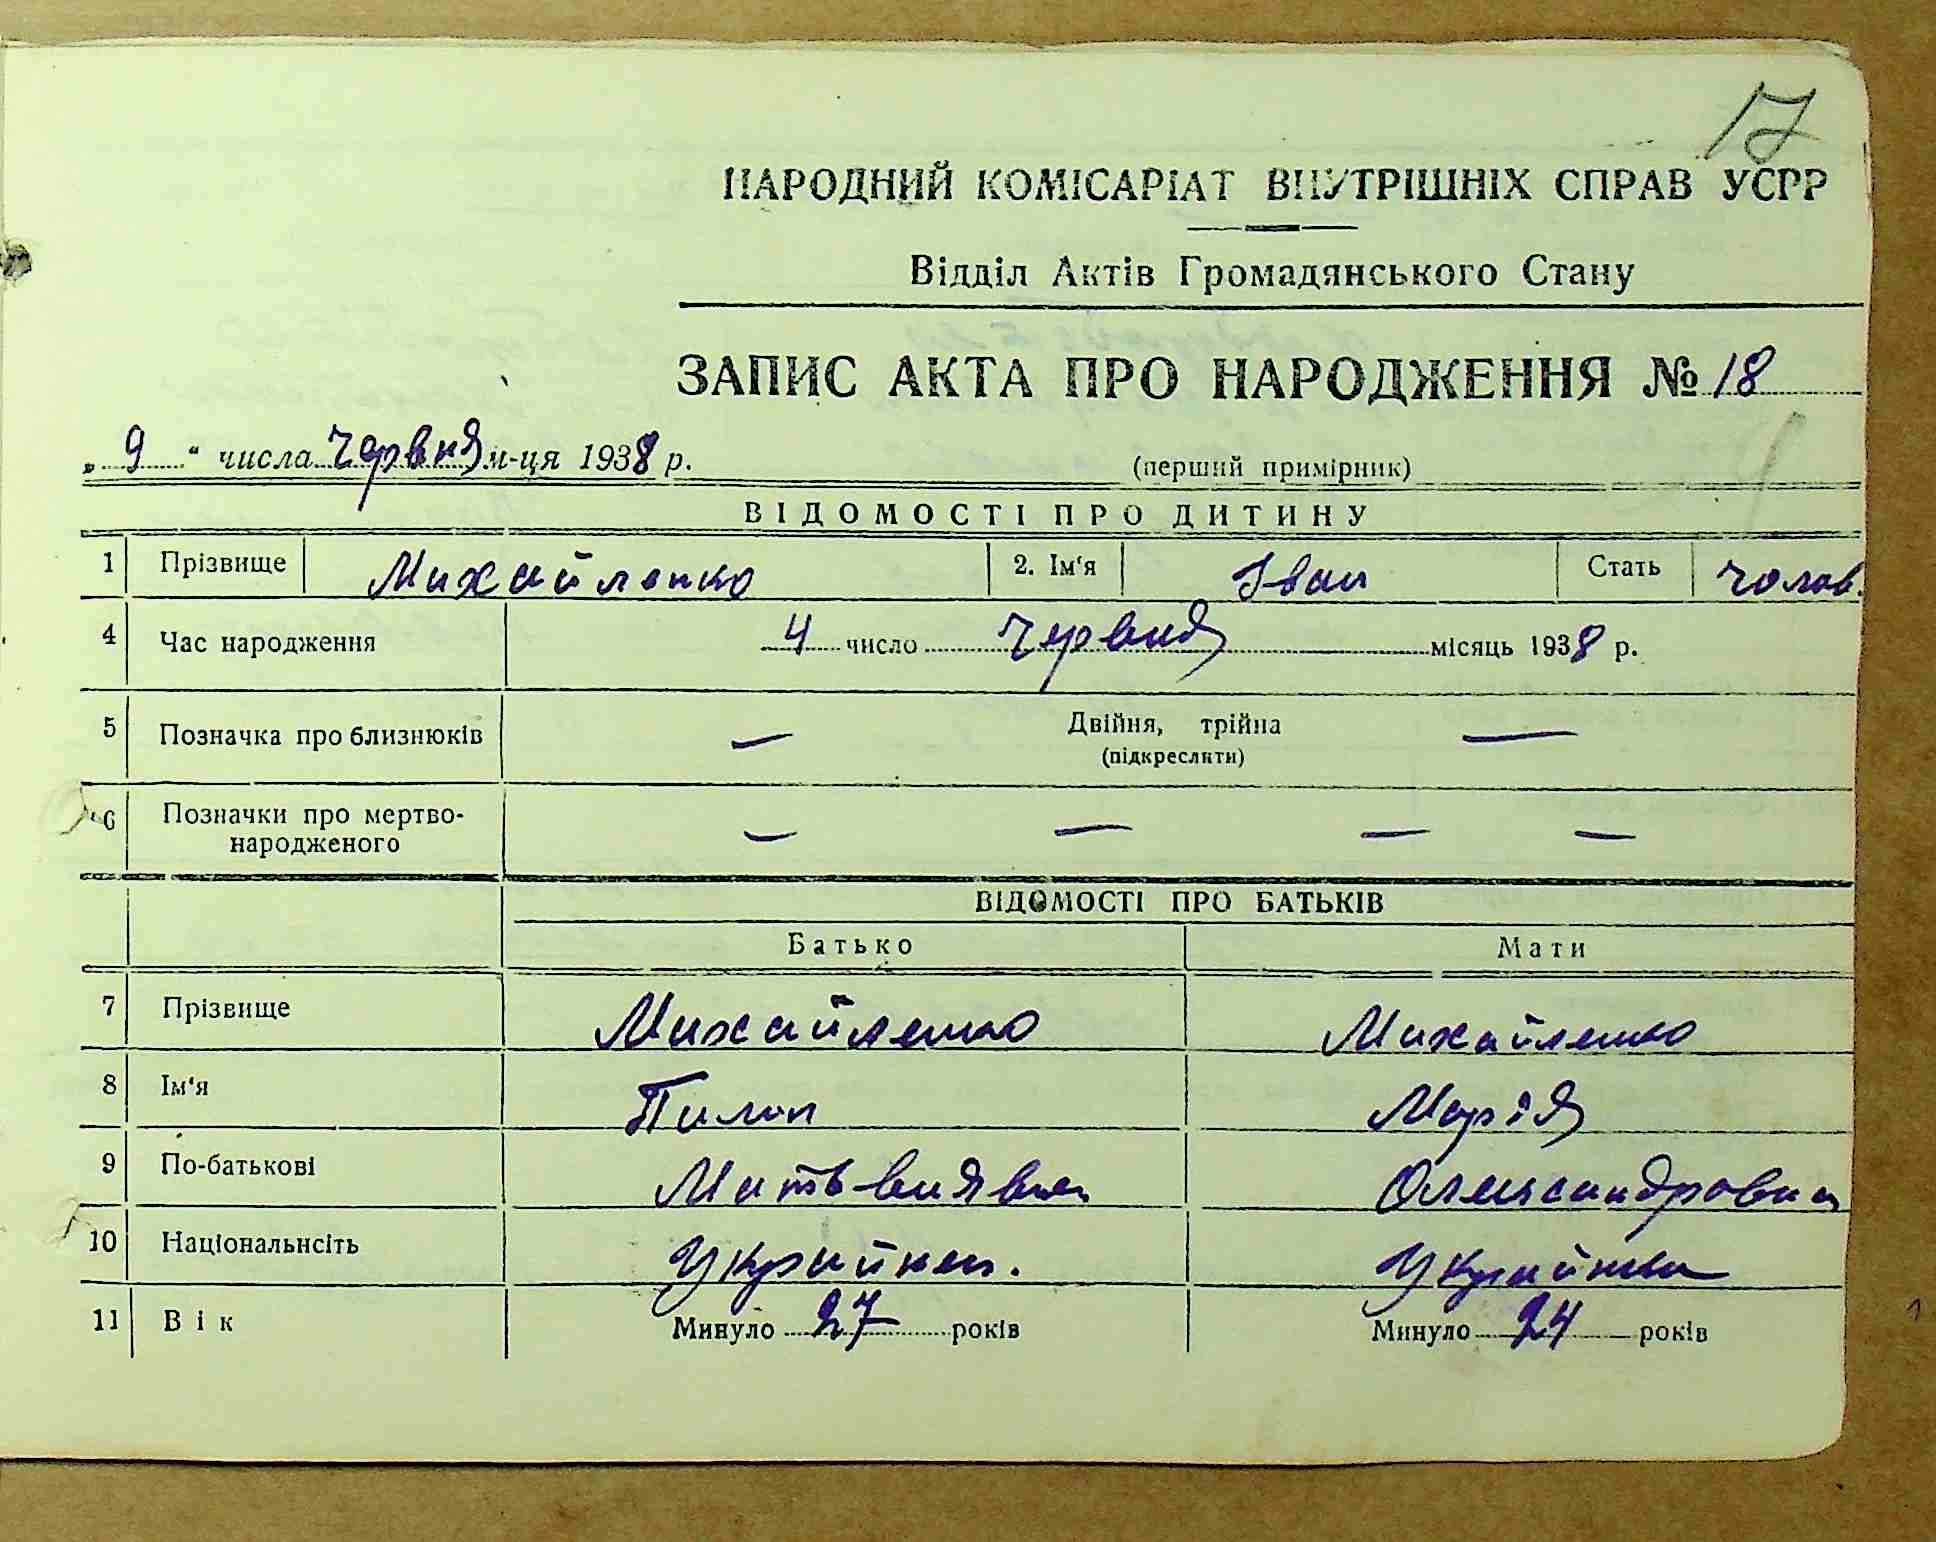 17
НАРОДНИЙ КОМІСАРІАТ ВНУТРІШНІХ СПРАВ УСРР
Відділ Актів Громадянського Стану
ЗАПИС АКТА ПРО НАРОДЖЕННЯ № 18
„ 9 “ числа червня м-ця 1938 р. (перший примірник)
ВІДОМОСТІ ПРО ДИТИНУ
1 Прізвище Михайленко 2. Ім‘я Іван Стать чолов.
4 Час народження 4 число червня місяць 1938 р.
5 Позначка про близнюків — Двійня, трійна —
(підкреслити)
6 Позначки про мертво-
народженого — — — —
ВІДОМОСТІ ПРО БАТЬКІВ
Батько Мати
7 Прізвище Михайленко Михайленко
8 Ім‘я Пилип Марія
9 По-батькові Олександровна
10 Національнсіть Украйнец. Украйнка
11 Вік Минуло 27 років Минуло 24 років